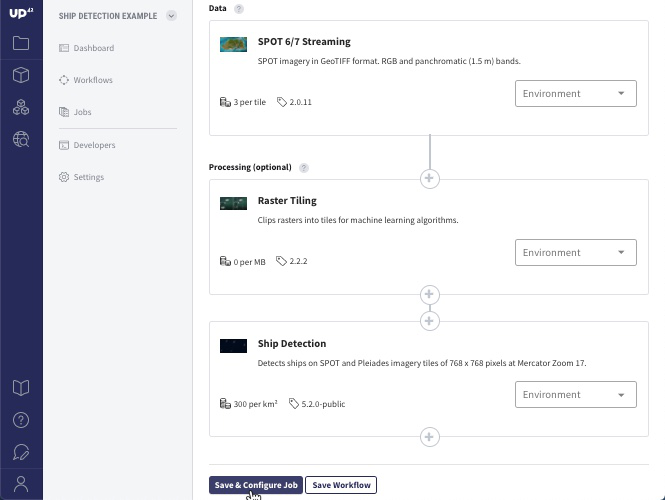 UP42
SHIP DETECTION EXAMPLE
Dashboard
Workflows
Jobs
Developers
Settings
Data ?
SPOT 6/7 Streaming
SPOT imagery in GeoTIFF format. RGB and panchromatic (1.5 m) bands.
3 per tile 2.0.11
Environment
Processing (optional) ?
Raster Tiling
Clips rasters into tiles for machine learning algorithms.
0 per MB 2.2.2
Environment
Ship Detection
Detects ships on SPOT and Pleiades imagery tiles of 768 x 768 pixels at Mercator Zoom 17.
300 per km² 5.2.0-public
Environment
Save & Configure Job Save Workflow